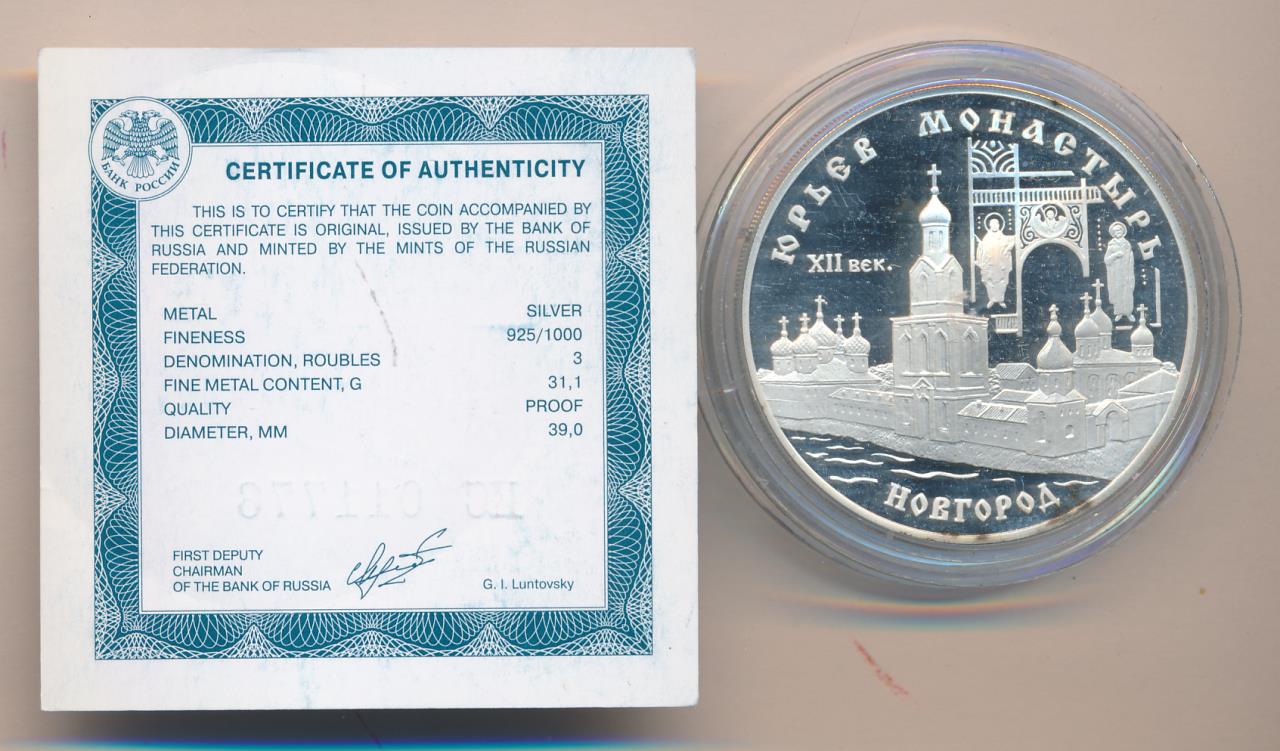 БАНК РОССИИ
CERTIFICATE OF AUTHENTICITY
THIS IS TO CERTIFY THAT THE COIN ACCOMPANIED BY
THIS CERTIFICATE IS ORIGINAL, ISSUED BY THE BANK OF
RUSSIA AND MINTED BY THE MINTS OF THE RUSSIAN
FEDERATION.
METAL SILVER
FINENESS 925/1000
DENOMINATION, ROUBLES 3
FINE METAL CONTENT, G 31,1
QUALITY PROOF
DIAMETER, MM 39,0
FIRST DEPUTY
CHAIRMAN
OF THE BANK OF RUSSIA G. I. Luntovsky
ЮРЬЕВ МОНАСТЫРЬ
XII ВЕК.
НОВГОРОД